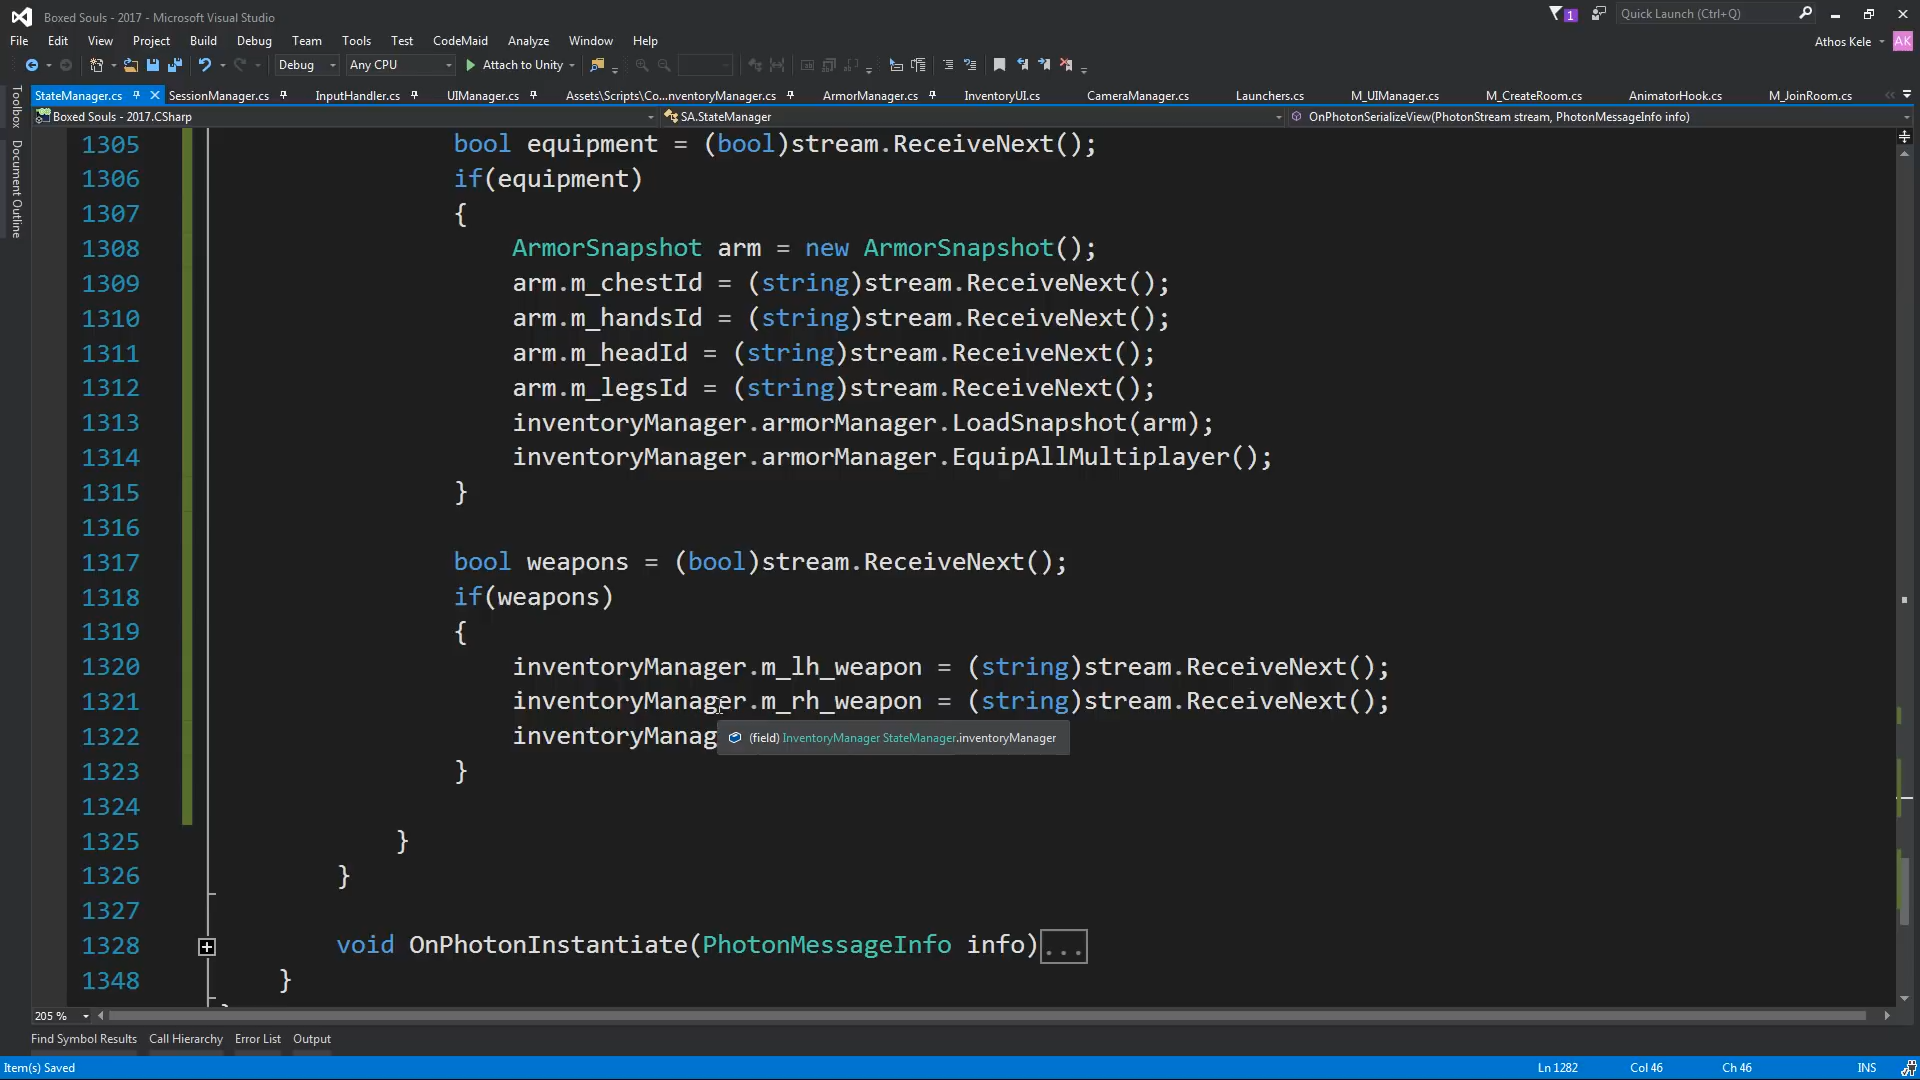 Boxed Souls - 2017 - Microsoft Visual Studio
1
Quick Launch (Ctrl+Q)
File Edit View Project Build Debug Team Tools Test CodeMaid Analyze Window Help
Athos Kele AK
Debug Any CPU Attach to Unity
StateManager.cs SessionManager.cs InputHandler.cs UIManager.cs Assets\Scripts\Co...nventoryManager.cs ArmorManager.cs InventoryUI.cs CameraManager.cs Launchers.cs M_UIManager.cs M_CreateRoom.cs AnimatorHook.cs M_JoinRoom.cs
Boxed Souls - 2017.CSharp SA.StateManager OnPhotonSerializeView(PhotonStream stream, PhotonMessageInfo info)
Toolbox
Document Outline
1305 bool equipment = (bool)stream.ReceiveNext();
1306 if(equipment)
1307 {
1308 ArmorSnapshot arm = new ArmorSnapshot();
1309 arm.m_chestId = (string)stream.ReceiveNext();
1310 arm.m_handsId = (string)stream.ReceiveNext();
1311 arm.m_headId = (string)stream.ReceiveNext();
1312 arm.m_legsId = (string)stream.ReceiveNext();
1313 inventoryManager.armorManager.LoadSnapshot(arm);
1314 inventoryManager.armorManager.EquipAllMultiplayer();
1315 }
1316
1317 bool weapons = (bool)stream.ReceiveNext();
1318 if(weapons)
1319 {
1320 inventoryManager.m_lh_weapon = (string)stream.ReceiveNext();
1321 inventoryManager.m_rh_weapon = (string)stream.ReceiveNext();
1322 inventoryManag
(field) InventoryManager StateManager.inventoryManager
1323 }
1324
1325 }
1326 }
1327
1328 void OnPhotonInstantiate(PhotonMessageInfo info)...
1348 }
205 %
Find Symbol Results Call Hierarchy Error List Output
Item(s) Saved Ln 1282 Col 46 Ch 46 INS